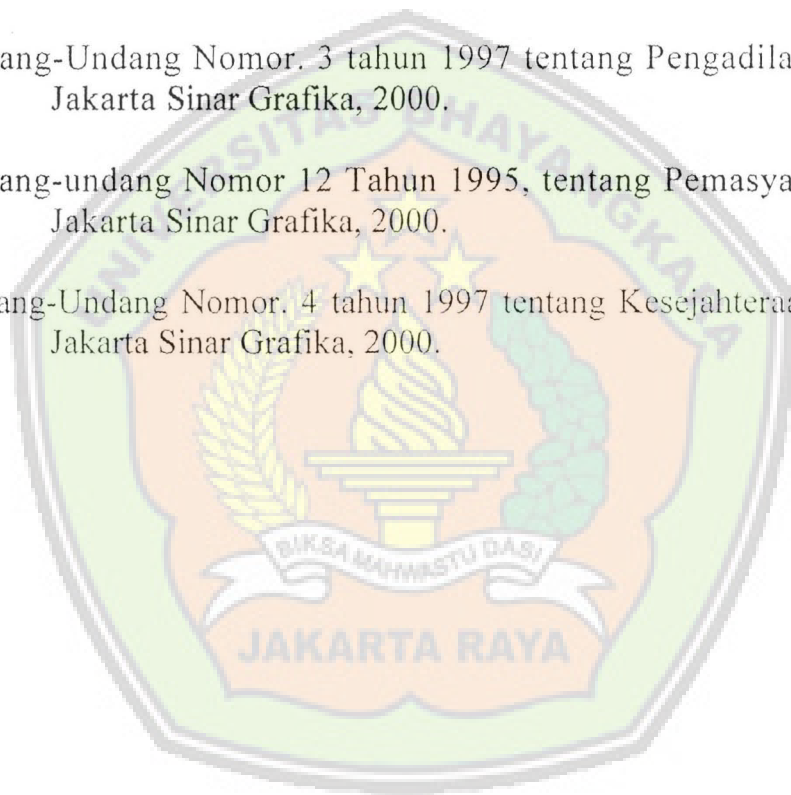 ang-Undang Nomor. 3 tahun 1997 tentang Pengadila
Jakarta Sinar Grafika, 2000.
ang-undang Nomor 12 Tahun 1995, tentang Pemasya
Jakarta Sinar Grafika, 2000.
ang-Undang Nomor. 4 tahun 1997 tentang Kesejahteraa
Jakarta Sinar Grafika, 2000.
UNIVERSITAS BHAYANGKARA
BIKSA MAHWASTU DASI
JAKARTA RAYA